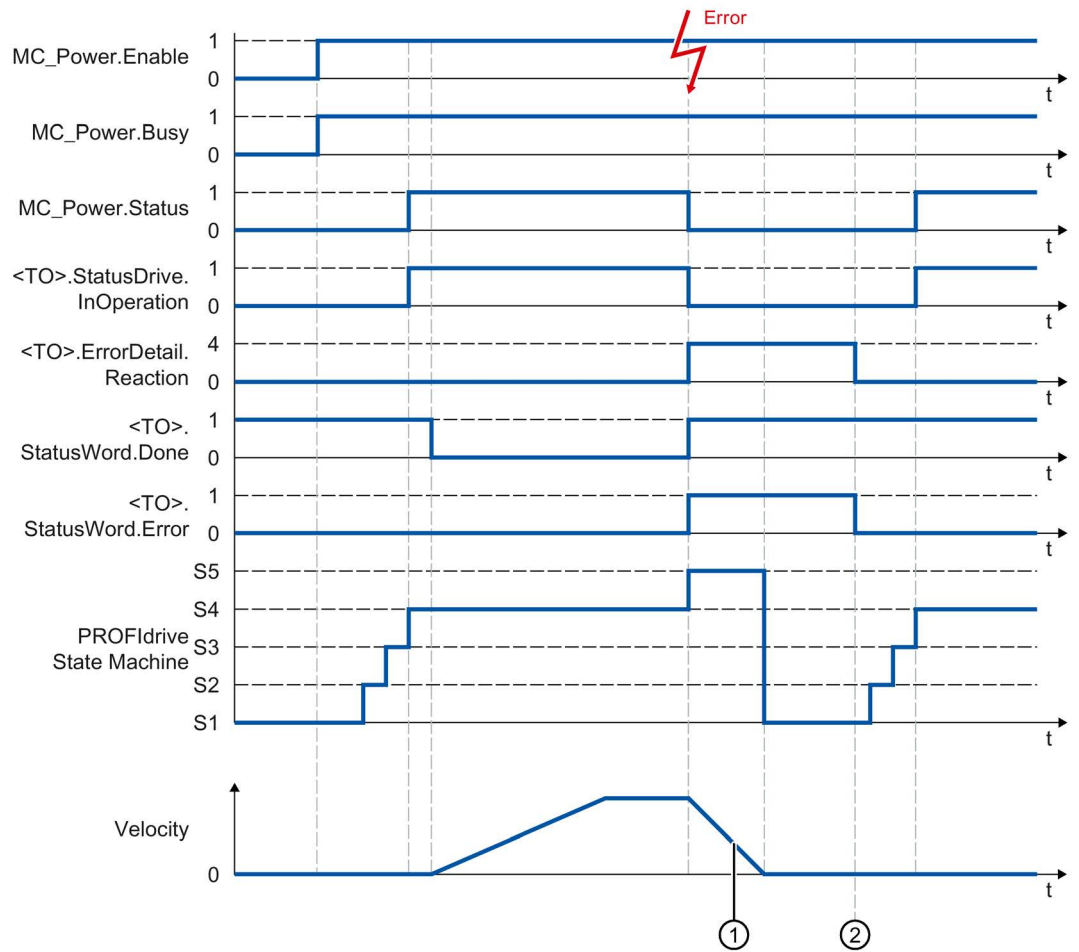 Error
MC_Power.Enable
1
0
t
MC_Power.Busy
1
0
t
MC_Power.Status
1
0
t
<TO>.StatusDrive.
InOperation
1
0
t
<TO>.ErrorDetail.
Reaction
4
0
t
<TO>.
StatusWord.Done
1
0
t
<TO>.
StatusWord.Error
1
0
t
PROFIdrive
State Machine
S5
S4
S3
S2
S1
t
Velocity
0
t
1
2